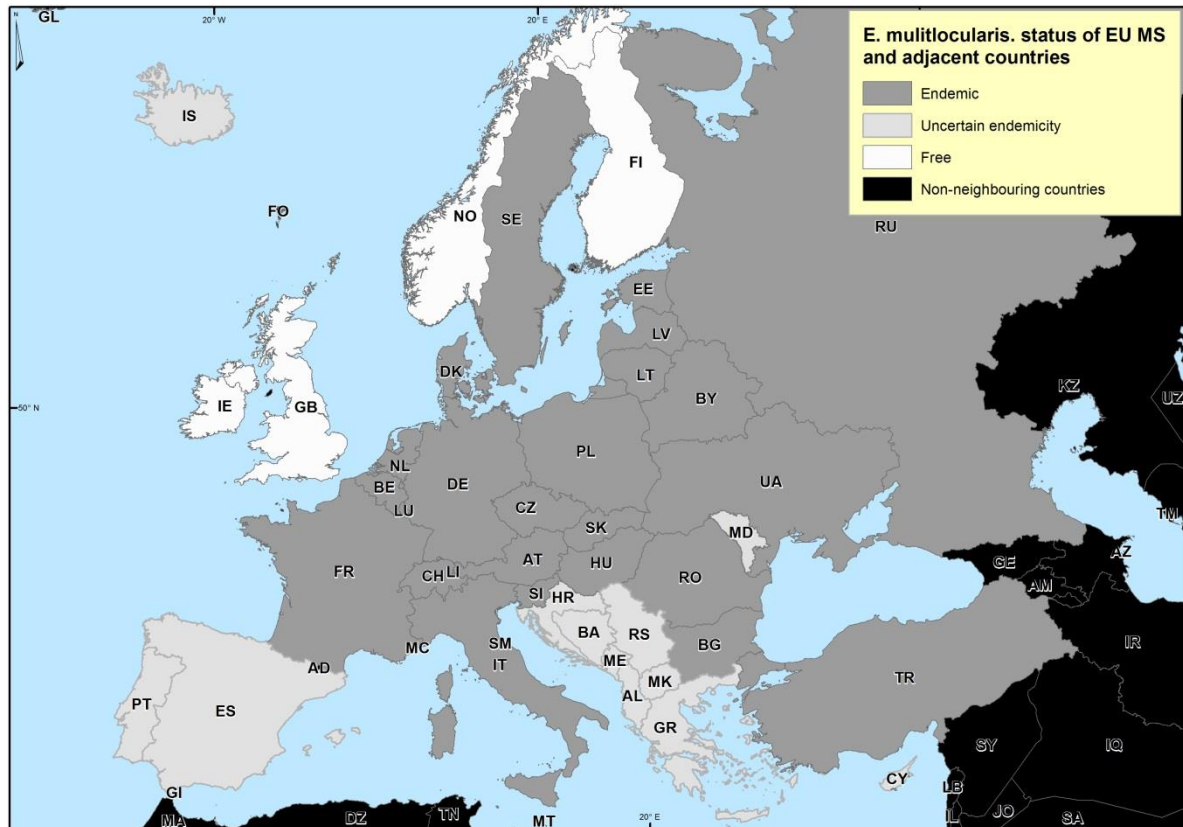 GL
N
20° W
20° E
E. mulitlocularis. status of EU MS
and adjacent countries
Endemic
Uncertain endemicity
Free
Non-neighbouring countries
IS
FI
FO
NO
SE
RU
EE
LV
DK
LT
KZ
UZ
50° N
IE
GB
BY
PL
NL
DE
UA
BE
CZ
LU
TM
SK
MD
AZ
AT
HU
GE
FR
CH
LI
RO
AM
SI
HR
BA
RS
IR
SM
MC
BG
IT
ME
AD
MK
TR
PT
ES
AL
GR
SY
IQ
CY
GI
LB
MA
DZ
TN
MT
20° E
IL
JO
SA